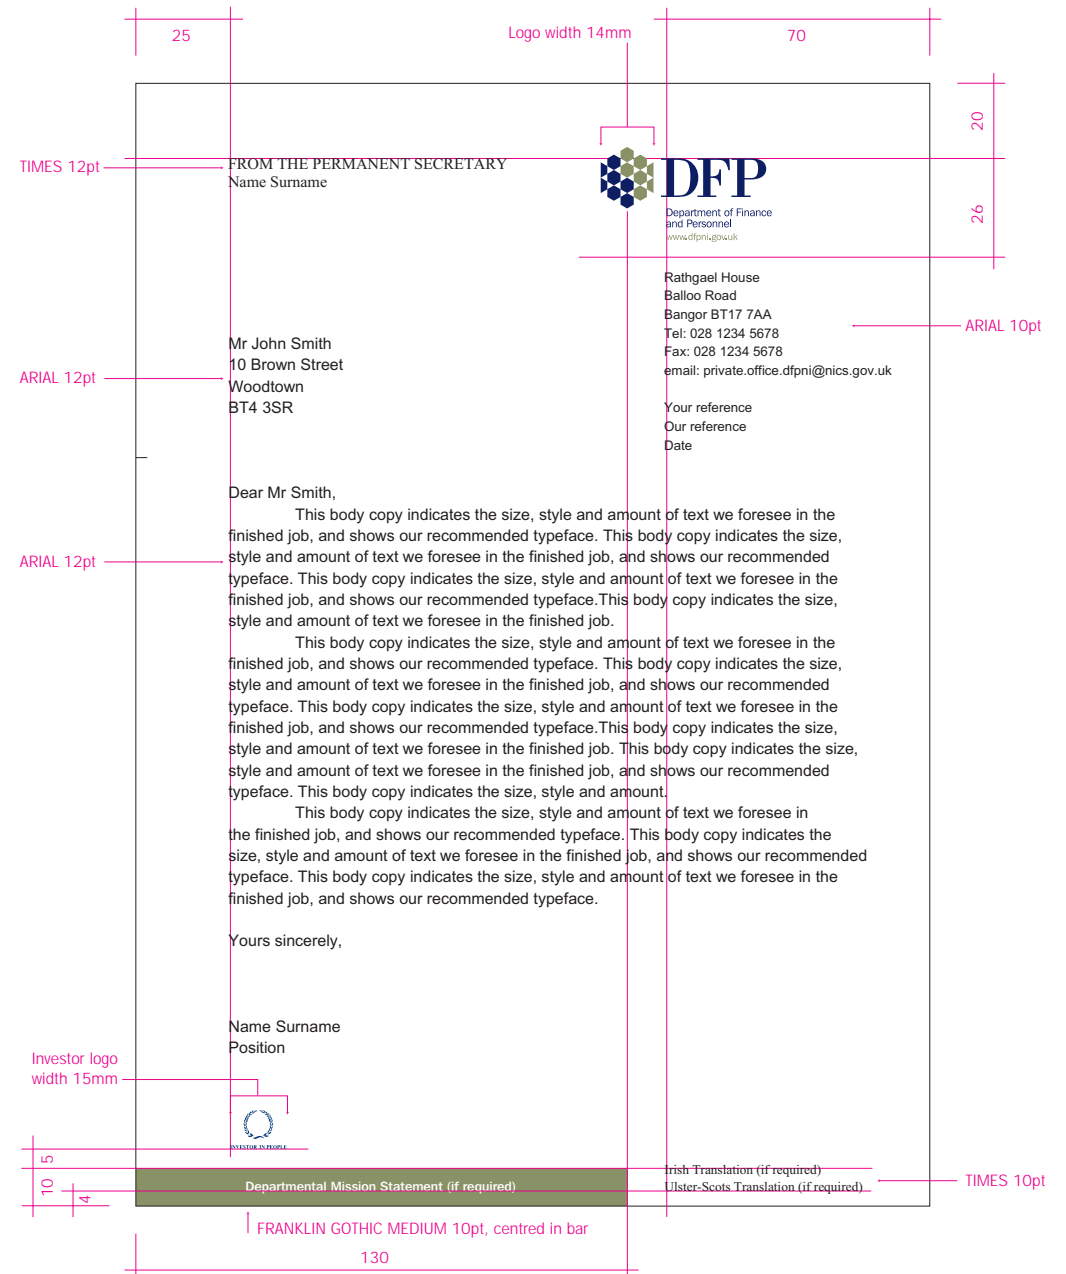 25
Logo width 14mm
70
20
TIMES 12pt
FROM THE PERMANENT SECRETARY
Name Surname
DFP
Department of Finance
and Personnel
www.dfpni.gov.uk
26
Rathgael House
Balloo Road
Bangor BT17 7AA
Tel: 028 1234 5678
Fax: 028 1234 5678
email: private.office.dfpni@nics.gov.uk
ARIAL 10pt
Your reference
Our reference
Date
ARIAL 12pt
Mr John Smith
10 Brown Street
Woodtown
BT4 3SR
Dear Mr Smith,
This body copy indicates the size, style and amount of text we foresee in the
finished job, and shows our recommended typeface. This body copy indicates the size,
style and amount of text we foresee in the finished job, and shows our recommended
typeface. This body copy indicates the size, style and amount of text we foresee in the
finished job, and shows our recommended typeface.This body copy indicates the size,
style and amount of text we foresee in the finished job.
ARIAL 12pt
This body copy indicates the size, style and amount of text we foresee in the
finished job, and shows our recommended typeface. This body copy indicates the size,
style and amount of text we foresee in the finished job, and shows our recommended
typeface. This body copy indicates the size, style and amount of text we foresee in the
finished job, and shows our recommended typeface.This body copy indicates the size,
style and amount of text we foresee in the finished job. This body copy indicates the size,
style and amount of text we foresee in the finished job, and shows our recommended
typeface. This body copy indicates the size, style and amount.
This body copy indicates the size, style and amount of text we foresee in
the finished job, and shows our recommended typeface. This body copy indicates the
size, style and amount of text we foresee in the finished job, and shows our recommended
typeface. This body copy indicates the size, style and amount of text we foresee in the
finished job, and shows our recommended typeface.
Yours sincerely,
Name Surname
Position
Investor logo
width 15mm
INVESTOR IN PEOPLE
5
10
4
Departmental Mission Statement (if required)
Irish Translation (if required)
Ulster-Scots Translation (if required)
TIMES 10pt
FRANKLIN GOTHIC MEDIUM 10pt, centred in bar
130